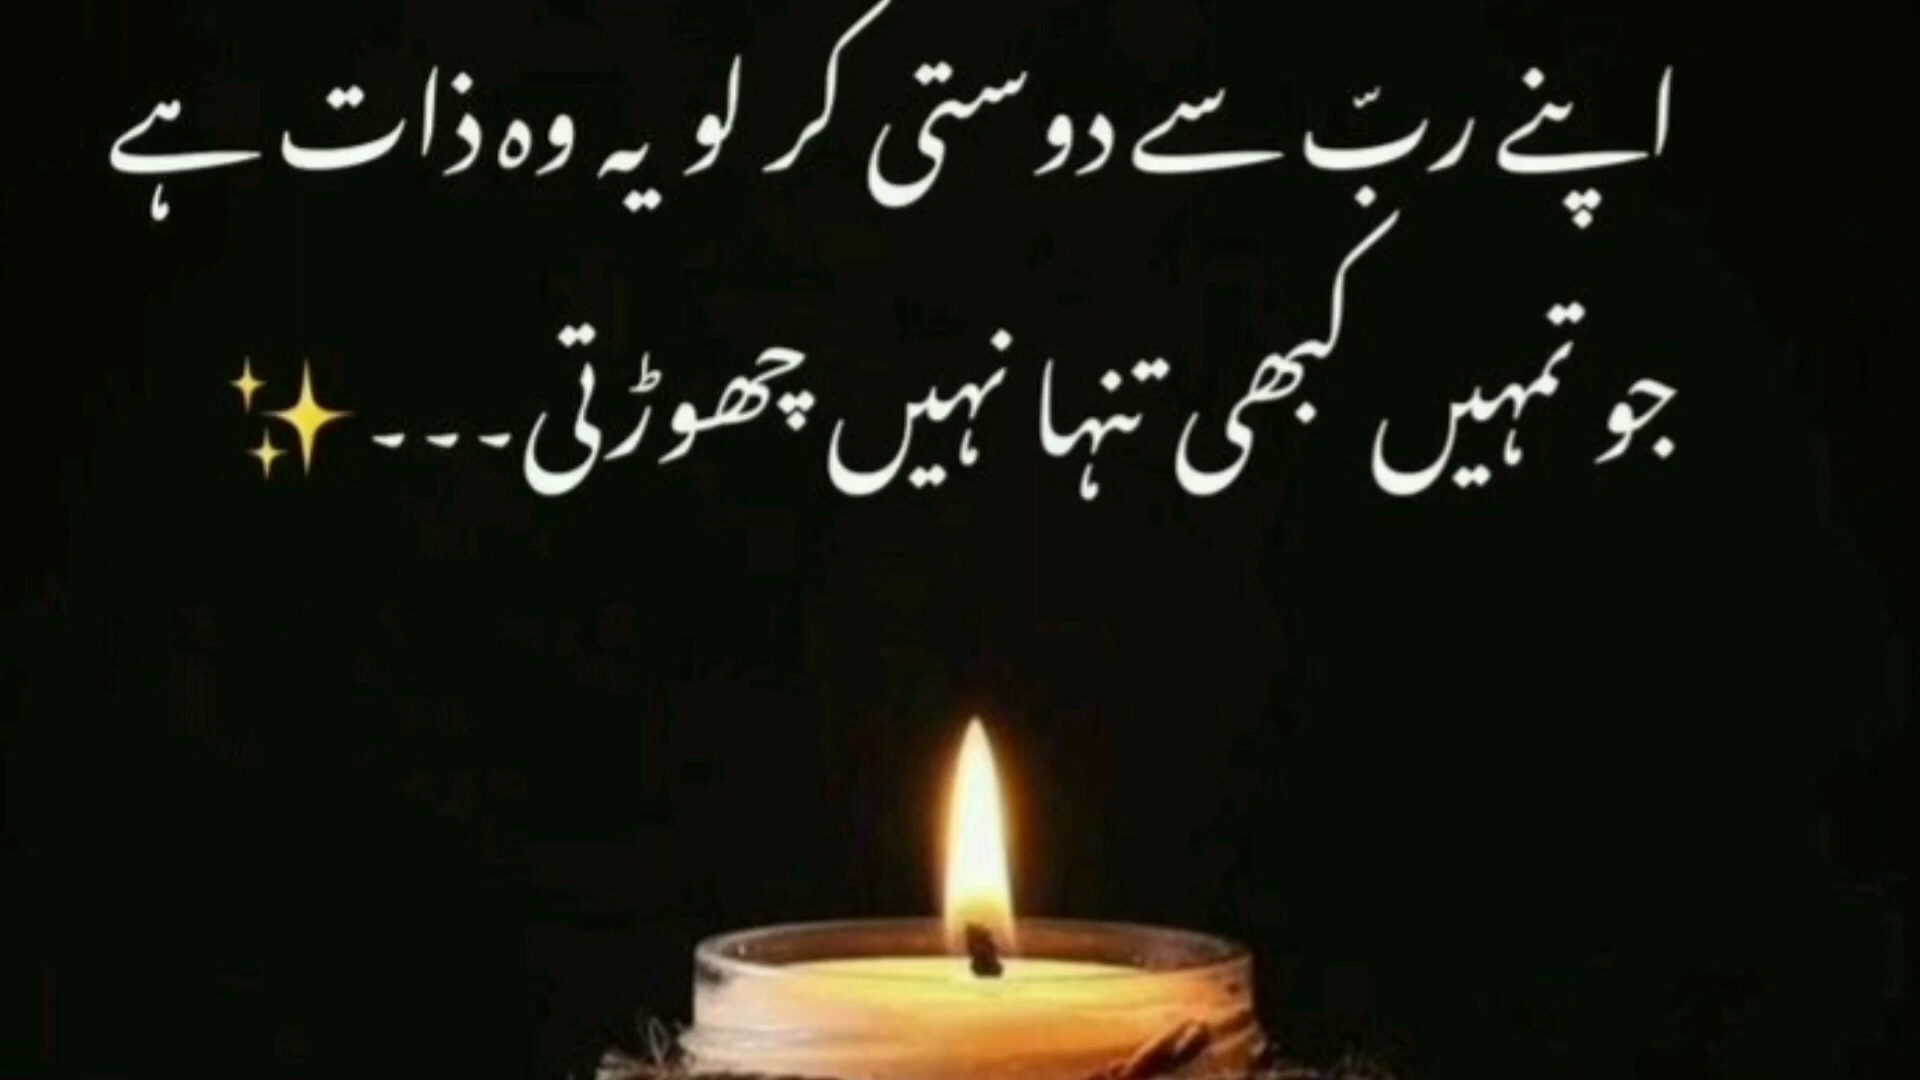 اپنے ربّ سے دوستی کر لو یہ وہ ذات ہے
جو تمہیں کبھی تنہا نہیں چھوڑتی۔۔۔✨